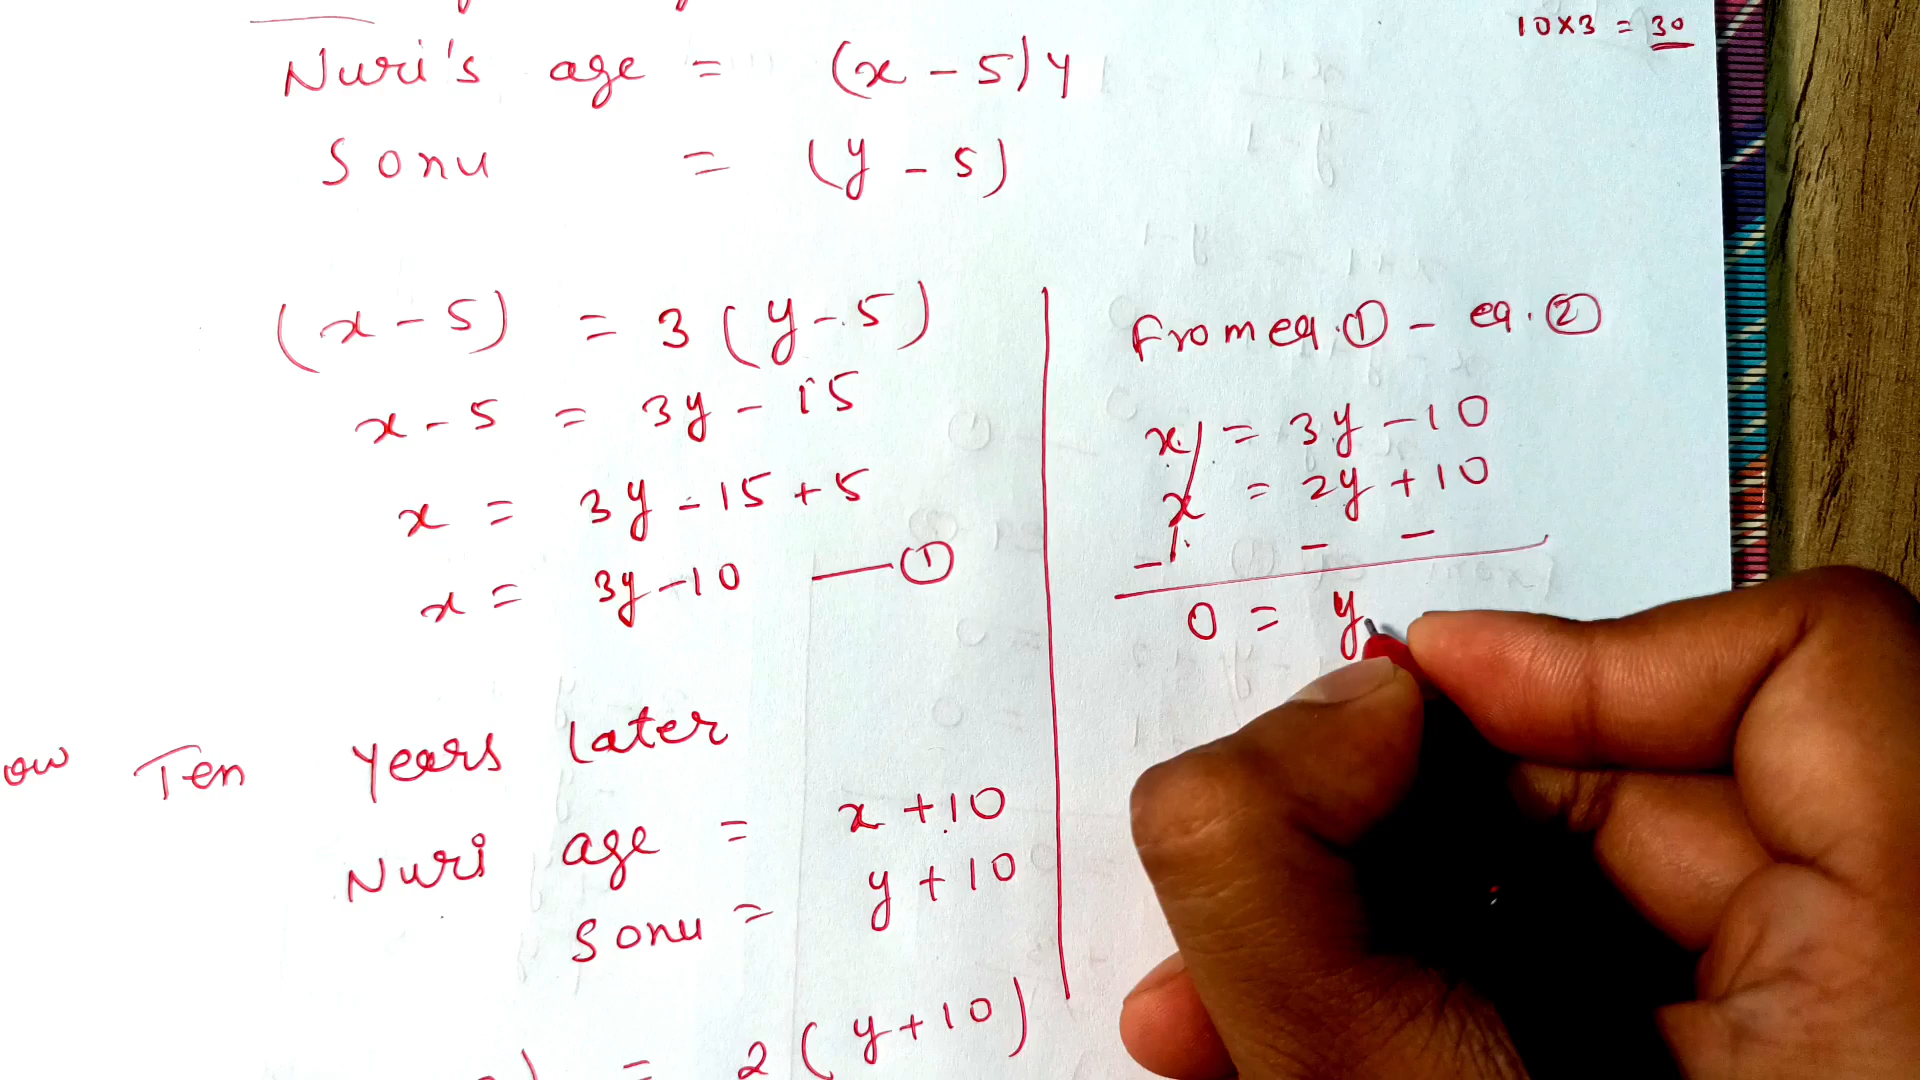 10x3 = 30
Nuri's age = (x - 5) y
Sonu = (y - 5)
(x - 5) = 3 (y - 5)
x - 5 = 3y - 15
x = 3y - 15 + 5
x = 3y - 10 — ①
ow Ten years later
Nuri age = x + 10
Sonu = y + 10
) = 2 (y + 10)
From eq. ① - eq. ②
x = 3y - 10
x = 2y + 10
- - -
0 = y